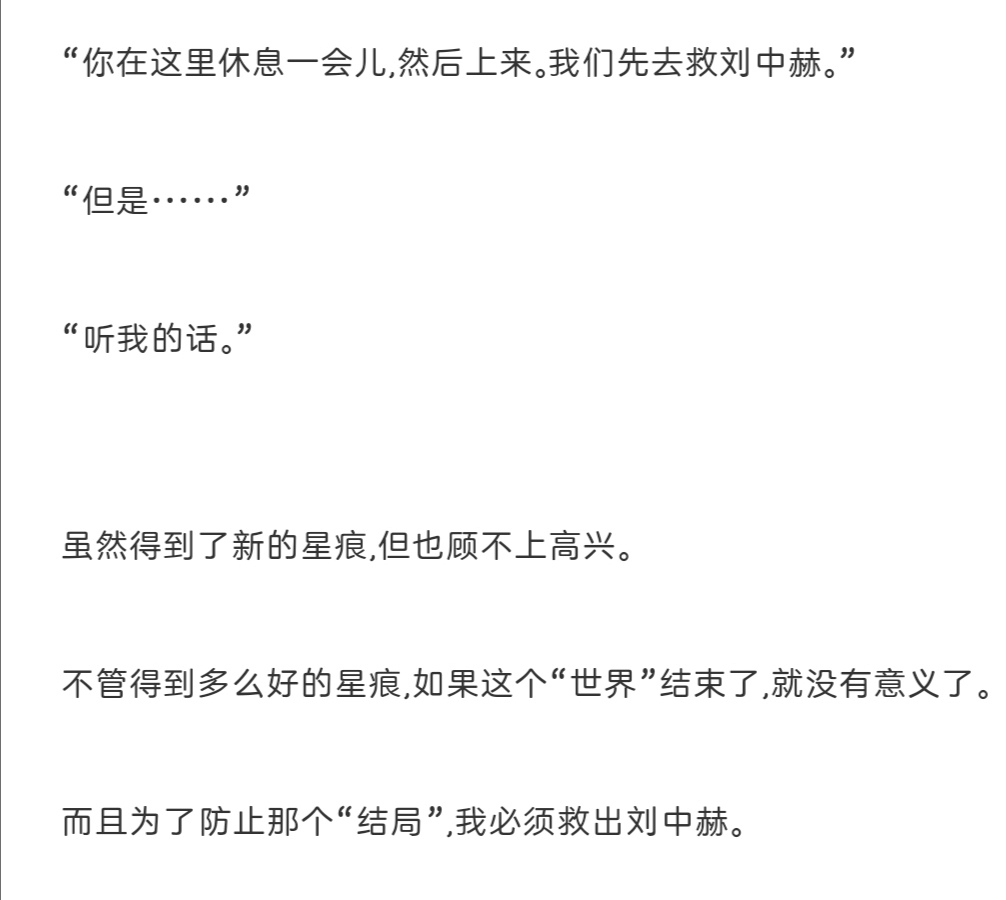 “你在这里休息一会儿,然后上来。我们先去救刘中赫。”
“但是······”
“听我的话。”
虽然得到了新的星痕,但也顾不上高兴。
不管得到多么好的星痕,如果这个“世界”结束了,就没有意义了。
而且为了防止那个“结局”,我必须救出刘中赫。